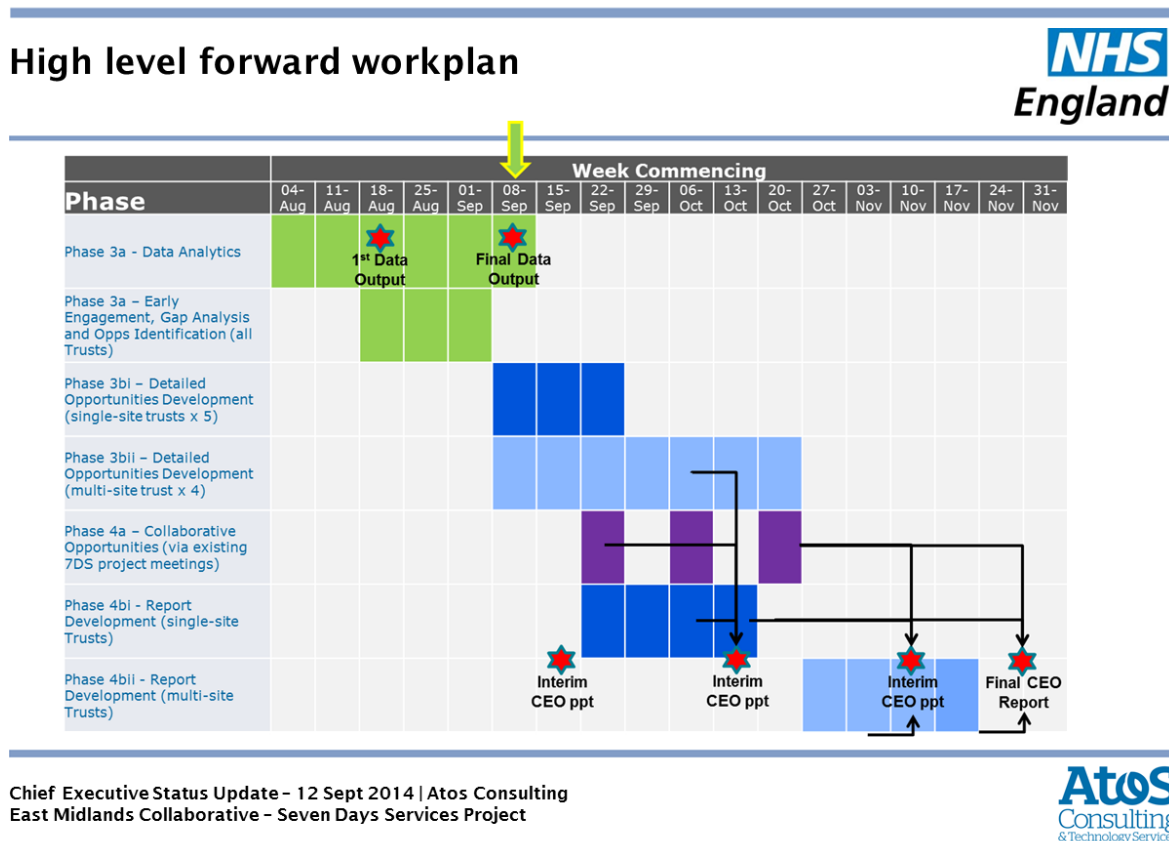 High level forward workplan
NHS
England
Week Commencing
Phase
04-Aug 11-Aug 18-Aug 25-Aug 01-Sep 08-Sep 15-Sep 22-Sep 29-Sep 06-Oct 13-Oct 20-Oct 27-Oct 03-Nov 10-Nov 17-Nov 24-Nov 31-Nov
Phase 3a - Data Analytics
1st Data
Output
Final Data
Output
Phase 3a – Early
Engagement, Gap Analysis
and Opps Identification (all
Trusts)
Phase 3bi – Detailed
Opportunities Development
(single-site trusts x 5)
Phase 3bii – Detailed
Opportunities Development
(multi-site trust x 4)
Phase 4a – Collaborative
Opportunities (via existing
7DS project meetings)
Phase 4bi - Report
Development (single-site
Trusts)
Phase 4bii - Report
Development (multi-site
Trusts)
Interim
CEO ppt
Interim
CEO ppt
Interim
CEO ppt
Final CEO
Report
Chief Executive Status Update – 12 Sept 2014 | Atos Consulting
East Midlands Collaborative – Seven Days Services Project
Atos
Consulting
& Technology Service